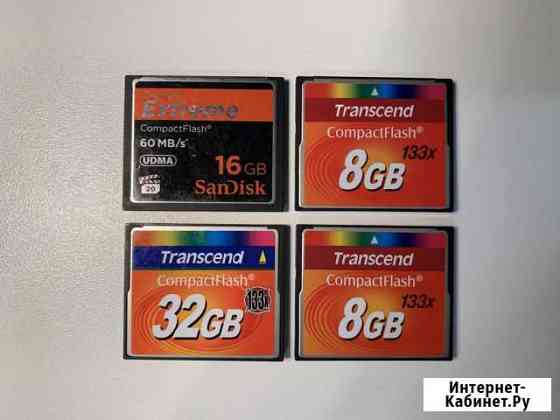 Extreme
CompactFlash®
60 MB/s*
UDMA
20
16 GB
SanDisk
Transcend
CompactFlash®
133x
8GB
Transcend
CompactFlash®
133x
32GB
Transcend
CompactFlash®
133x
8GB
Интернет-
Кабинет.Ру